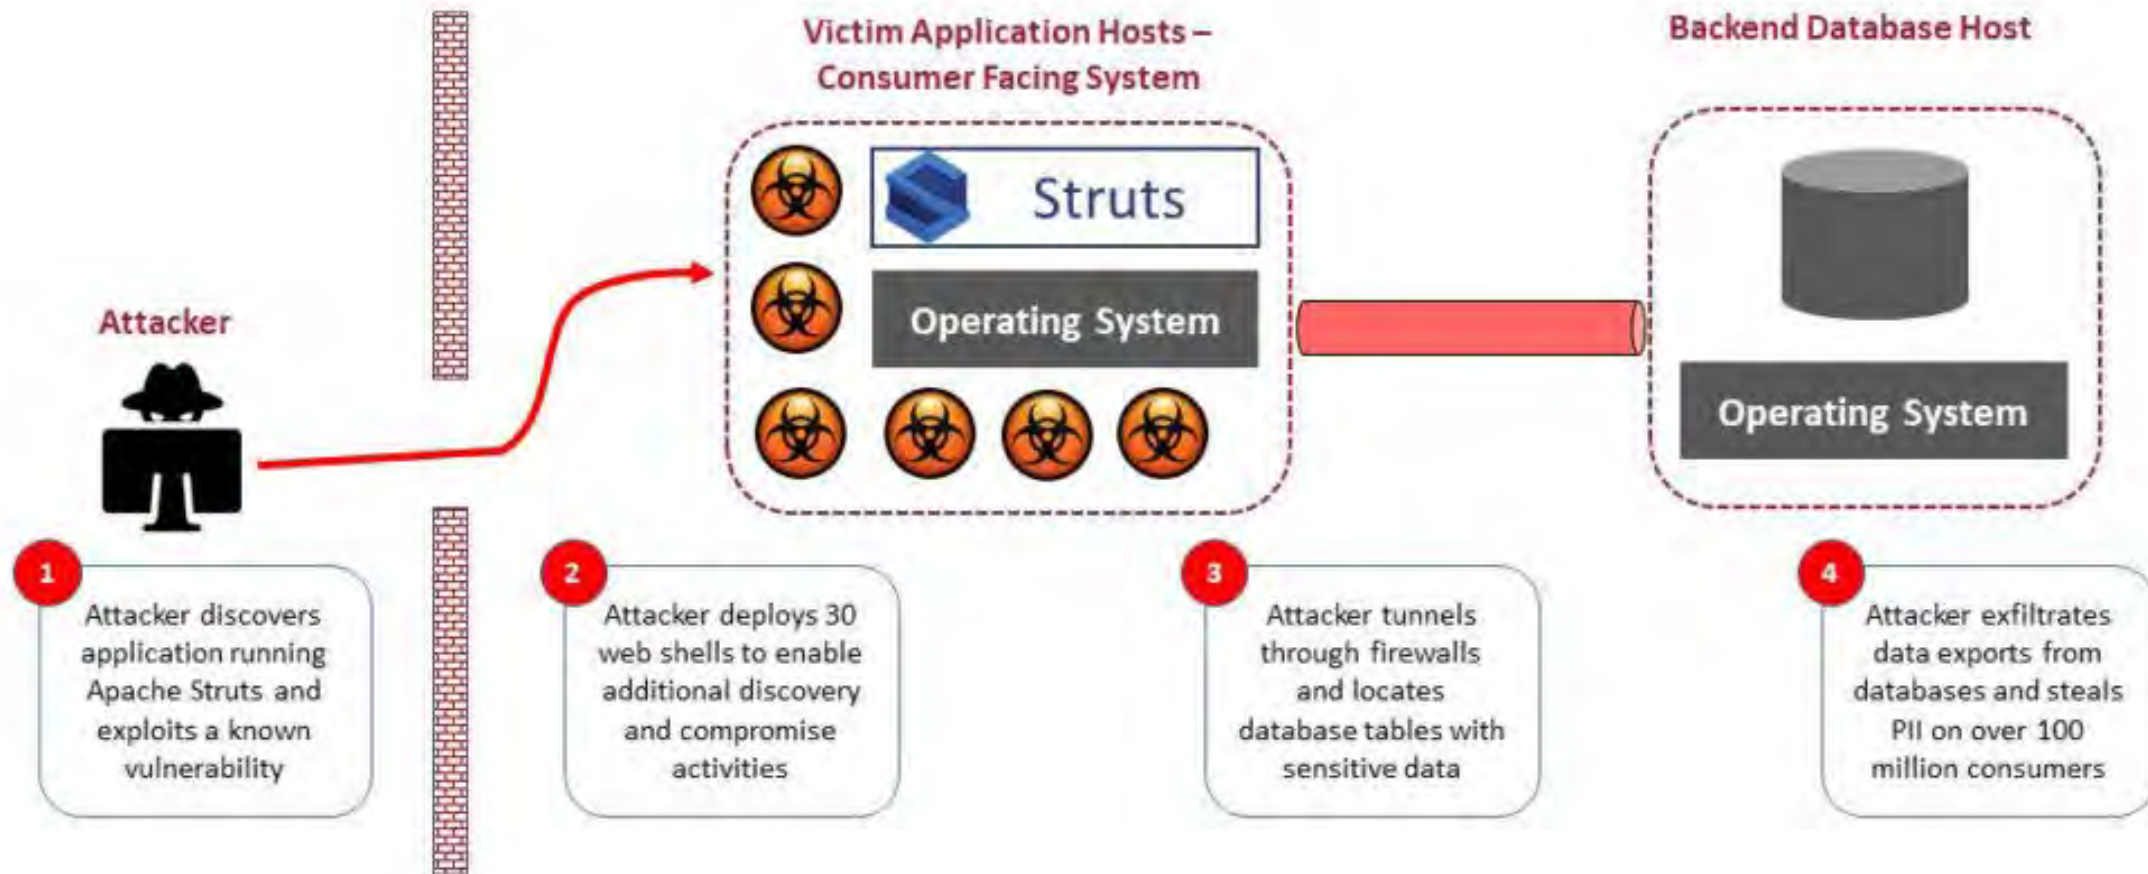 Victim Application Hosts –
Consumer Facing System
Backend Database Host
Struts
Operating System
Attacker
Operating System
1
Attacker discovers
application running
Apache Struts and
exploits a known
vulnerability
2
Attacker deploys 30
web shells to enable
additional discovery
and compromise
activities
3
Attacker tunnels
through firewalls
and locates
database tables with
sensitive data
4
Attacker exfiltrates
data exports from
databases and steals
PII on over 100
million consumers